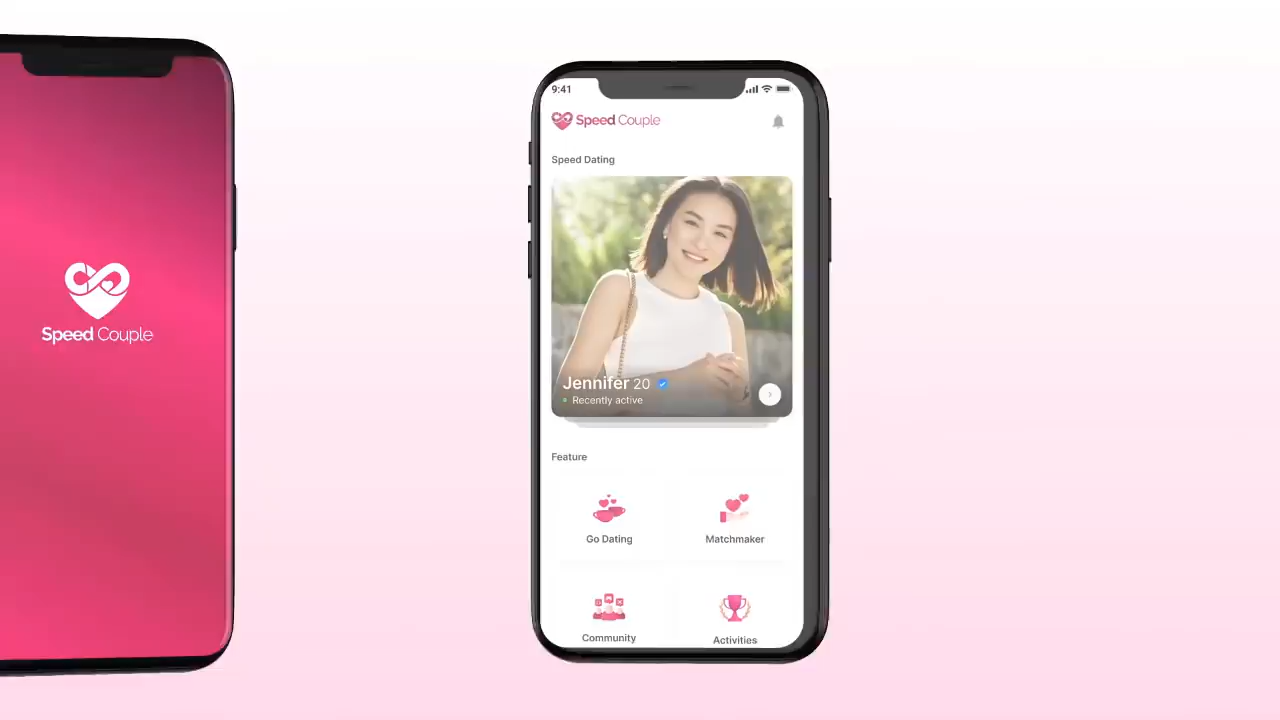 Speed Couple
9:41
Speed Couple
Speed Dating
Jennifer 20
Recently active
Feature
Go Dating
Matchmaker
Community
Activities